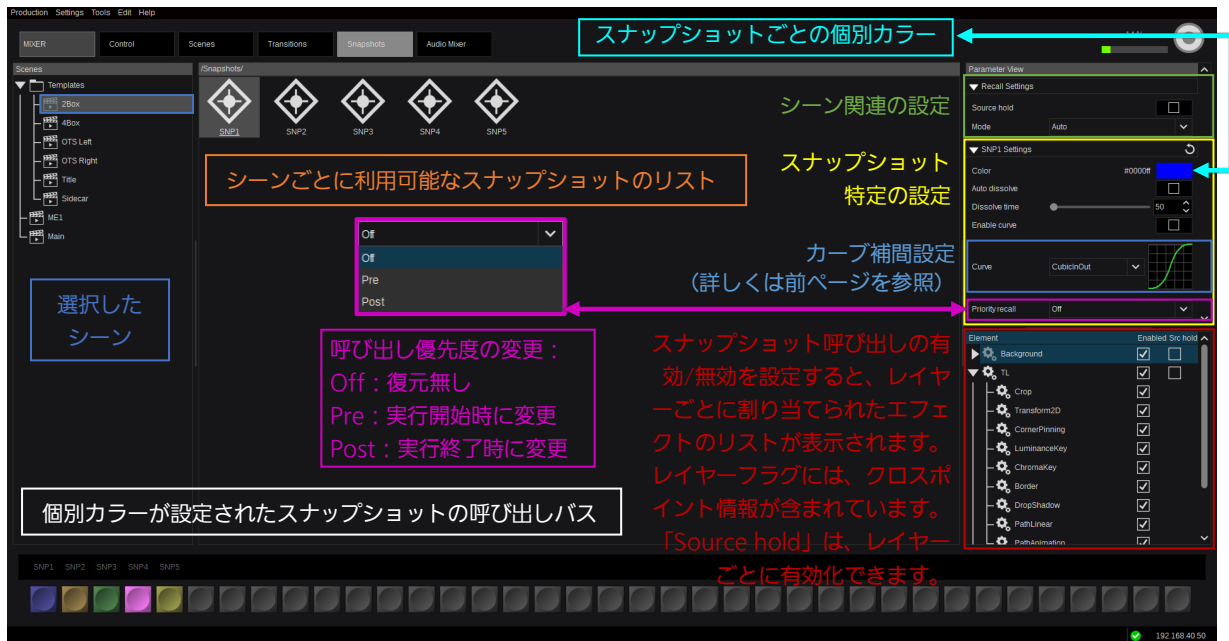 Production Settings Tools Edit Help
MIXER Control Scenes Transitions Snapshots Audio Mixer
スナップショットごとの個別カラー
Scenes
Templates
2Box
4Box
OTS Left
OTS Right
Title
Sidecar
ME1
Main
選択した
シーン
/Snapshots/
SNP1 SNP2 SNP3 SNP4 SNP5
シーンごとに利用可能なスナップショットのリスト
Off
Off
Pre
Post
呼び出し優先度の変更：
Off：復元無し
Pre：実行開始時に変更
Post：実行終了時に変更
個別カラーが設定されたスナップショットの呼び出しバス
シーン関連の設定
スナップショット
特定の設定
カーブ補間設定
（詳しくは前ページを参照）
スナップショット呼び出しの有
効/無効を設定すると、レイヤ
ーごとに割り当てられたエフェ
クトのリストが表示されます。
レイヤーフラグには、クロスポ
イント情報が含まれています。
「Source hold」は、レイヤー
ごとに有効化できます。
Parameter View
Recall Settings
Source hold
Mode Auto
SNP1 Settings
Color #0000ff
Auto dissolve
Dissolve time 50
Enable curve
Curve CubicInOut
Priority recall Off
Element Enabled Src hold
Background
TL
Crop
Transform2D
CornerPinning
LuminanceKey
ChromaKey
Border
DropShadow
PathLinear
PathAnimation
SNP1 SNP2 SNP3 SNP4 SNP5
192.168.40.50